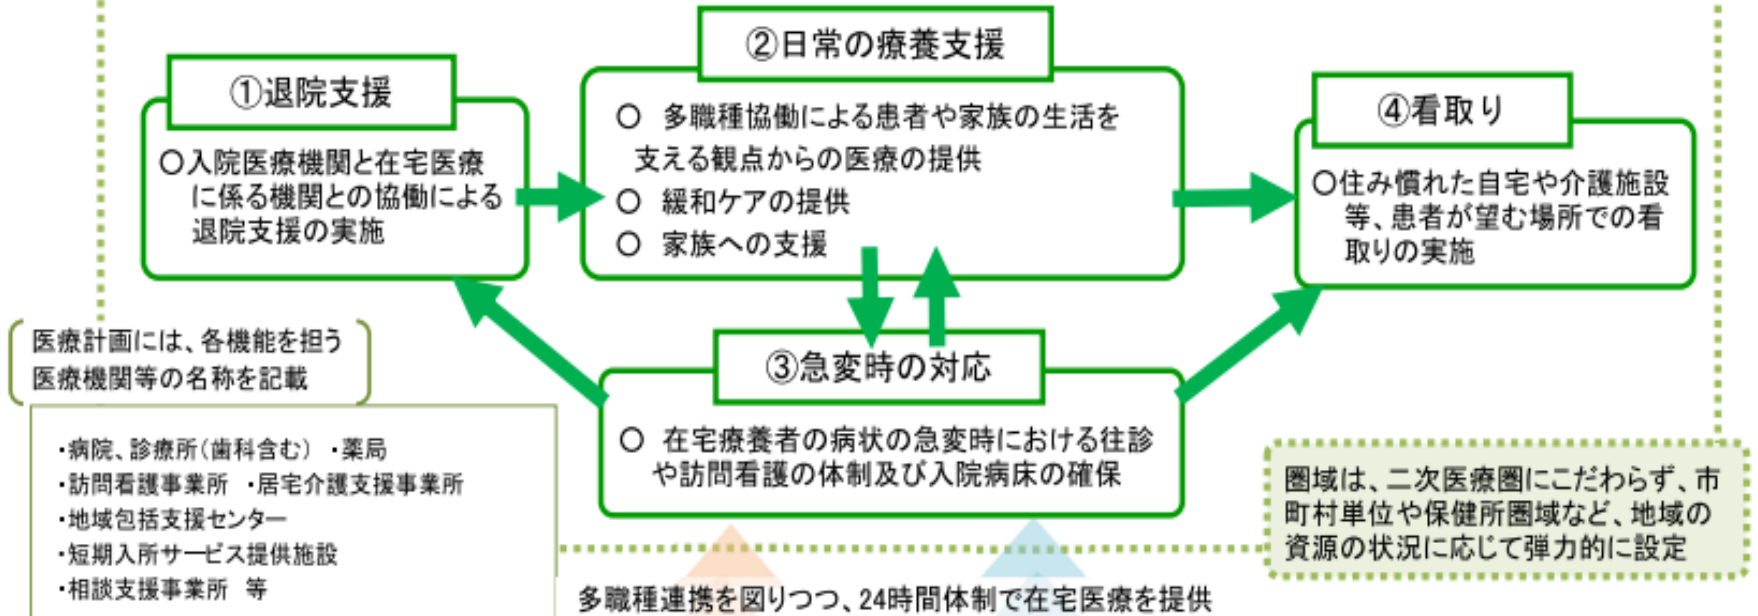 ①退院支援
〇入院医療機関と在宅医療
に係る機関との協働による
退院支援の実施
②日常の療養支援
〇 多職種協働による患者や家族の生活を
支える観点からの医療の提供
〇 緩和ケアの提供
〇 家族への支援
④看取り
〇住み慣れた自宅や介護施設
等、患者が望む場所での看
取りの実施
③急変時の対応
〇 在宅療養者の病状の急変時における往診
や訪問看護の体制及び入院病床の確保
医療計画には、各機能を担う
医療機関等の名称を記載
・病院、診療所(歯科含む) ・薬局
・訪問看護事業所 ・居宅介護支援事業所
・地域包括支援センター
・短期入所サービス提供施設
・相談支援事業所 等
圏域は、二次医療圏にこだわらず、市
町村単位や保健所圏域など、地域の
資源の状況に応じて弾力的に設定
多職種連携を図りつつ、24時間体制で在宅医療を提供